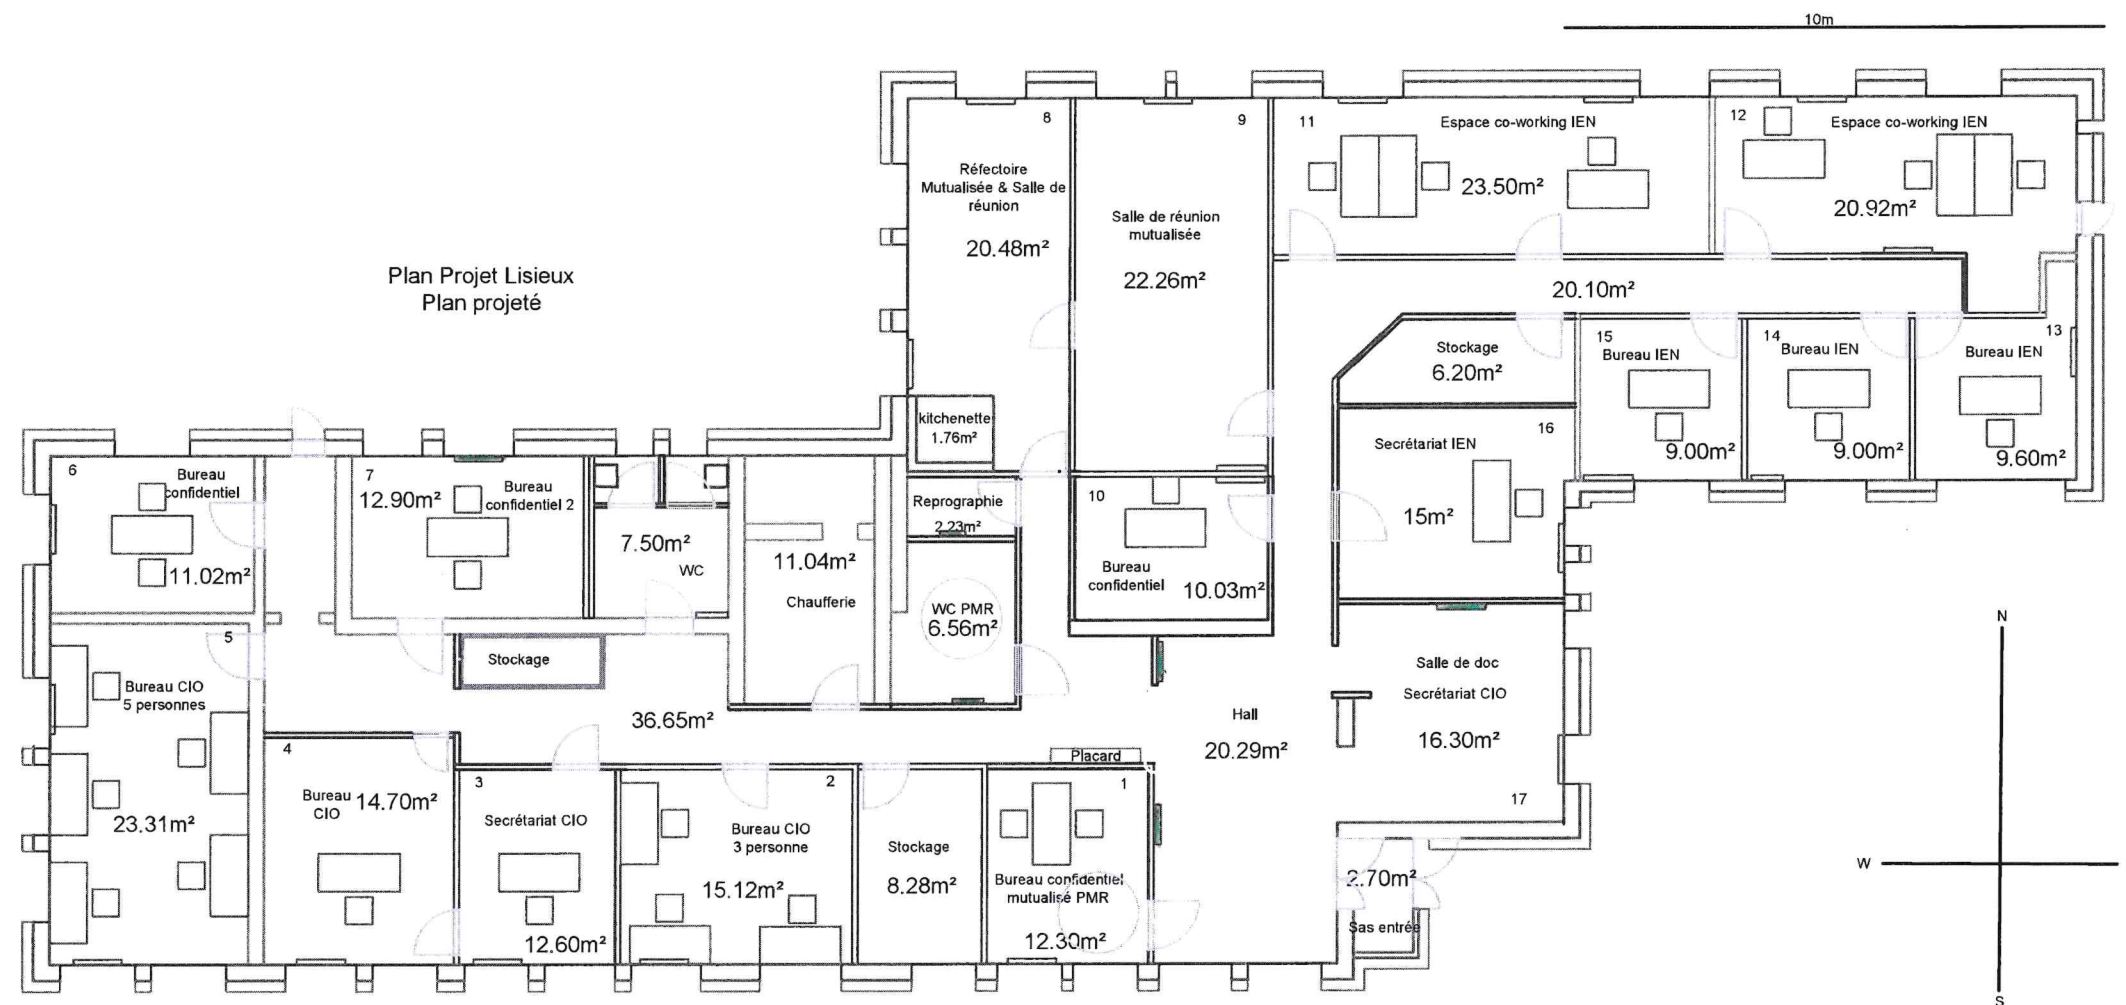 10m
Plan Projet Lisieux
Plan projeté
8
Réfectoire
Mutualisée & Salle de
réunion
20.48m²
kitchenette
1.76m²
9
Salle de réunion
mutualisée
22.26m²
11
Espace co-working IEN
23.50m²
12
Espace co-working IEN
20.92m²
20.10m²
Stockage
6.20m²
15
Bureau IEN
9.00m²
14
Bureau IEN
9.00m²
13
Bureau IEN
9.60m²
16
Secrétariat IEN
15m²
6
Bureau
confidentiel
11.02m²
7
12.90m²
Bureau
confidentiel 2
7.50m²
WC
11.04m²
Chaufferie
Reprographie
2.23m²
WC PMR
6.56m²
10
Bureau
confidentiel
10.03m²
5
Bureau CIO
5 personnes
23.31m²
Stockage
36.65m²
Hall
20.29m²
Placard
Salle de doc
Secrétariat CIO
16.30m²
17
4
Bureau
CIO
14.70m²
3
Secrétariat CIO
12.60m²
2
Bureau CIO
3 personne
15.12m²
Stockage
8.28m²
1
Bureau confidentiel
mutualisé PMR
12.30m²
2.70m²
Sas entrée
N
W
S